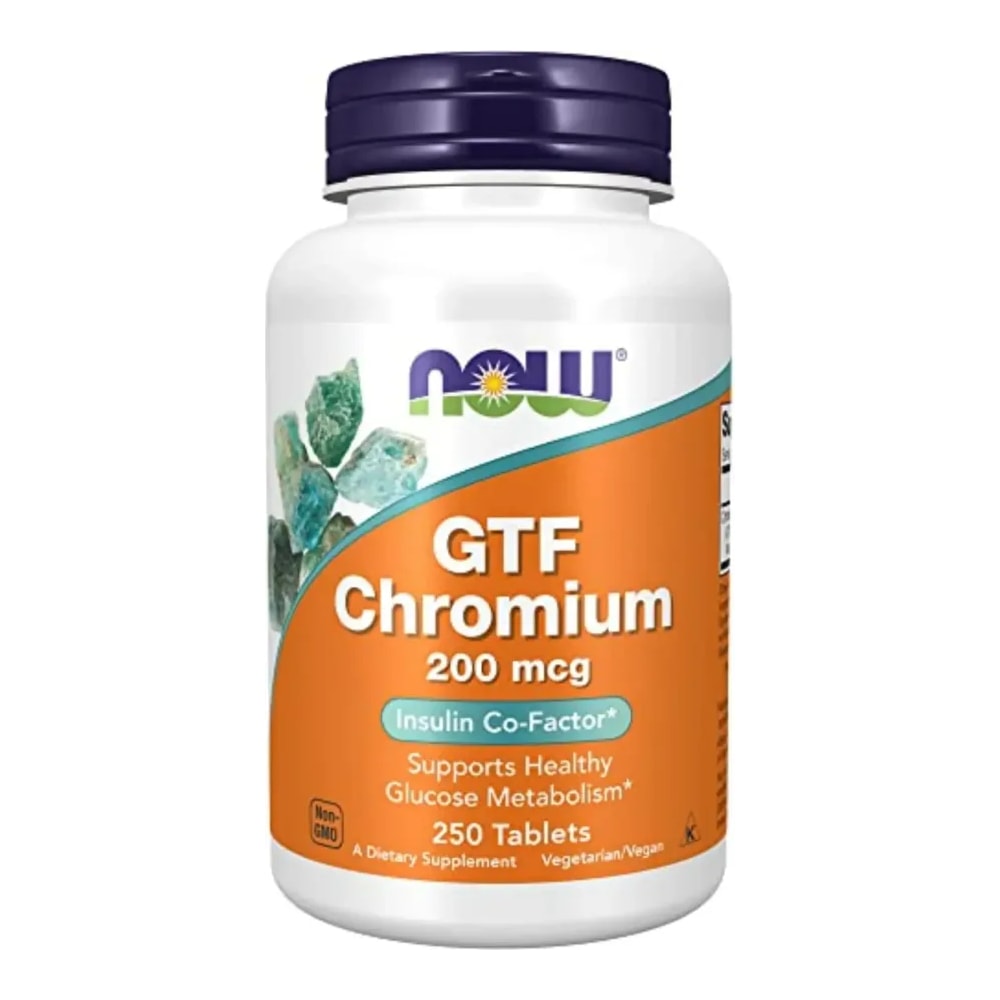 NOW®
GTF
Chromium
200 mcg
Insulin Co-Factor*
Supports Healthy
Glucose Metabolism*
250 Tablets
Non-
GMO
A Dietary Supplement Vegetarian/Vegan
K